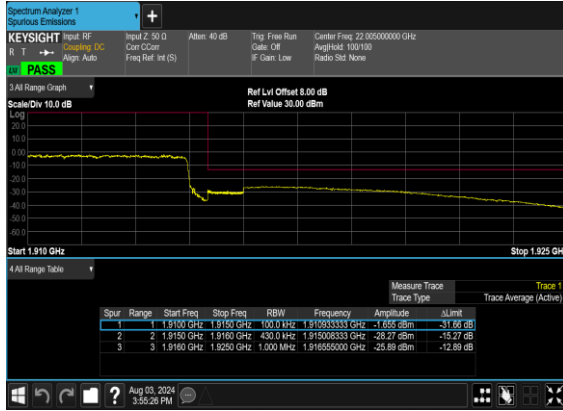 Spectrum Analyzer 1
Spurious Emissions
+
KEYSIGHT Input: RF Input Z: 50 Ω Atten: 40 dB Trig: Free Run Center Freq: 22.005000000 GHz
R T Coupling: DC Corr CCorr Gate: Off Avg|Hold: 100/100
Align: Auto Freq Ref: Int (S) IF Gain: Low Radio Std: None
PASS
3 All Range Graph
Ref Lvl Offset 8.00 dB
Scale/Div 10.0 dB Ref Value 30.00 dBm
Log
20.0
10.0
0.00
-10.0
-20.0
-30.0
-40.0
-50.0
-60.0
Start 1.910 GHz Stop 1.925 GH
4 All Range Table
Measure Trace Trace 1
Trace Type Trace Average (Active)
Spur Range Start Freq Stop Freq RBW Frequency Amplitude ΔLimit
1 1 1.9100 GHz 1.9150 GHz 100.0 kHz 1.910933333 GHz -1.655 dBm -31.66 dB
2 2 1.9150 GHz 1.9160 GHz 430.0 kHz 1.915008333 GHz -28.27 dBm -15.27 dB
3 3 1.9160 GHz 1.9250 GHz 1.000 MHz 1.916555000 GHz -25.89 dBm -12.89 dB
? Aug 03, 2024
3:55:26 PM